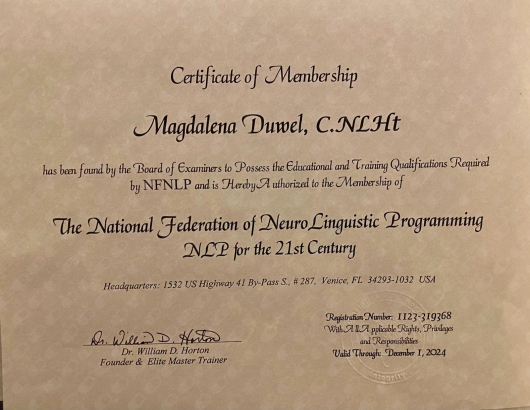 Certificate of Membership
Magdalena Duwel, C.NLHt
has been found by the Board of Examiners to Possess the Educational and Training Qualifications Required
by NFNLP and is Hereby Authorized to the Membership of
The National Federation of NeuroLinguistic Programming
NLP for the 21st Century
Headquarters: 1532 US Highway 41 By-Pass S., # 287, Venice, FL 34293-1032 USA
Registration Number: 1123-319368
With All Applicable Rights, Privileges
and Responsibilities
Valid Through: December 1, 2024
Dr. William D. Horton
Dr. William D. Horton
Founder & Elite Master Trainer